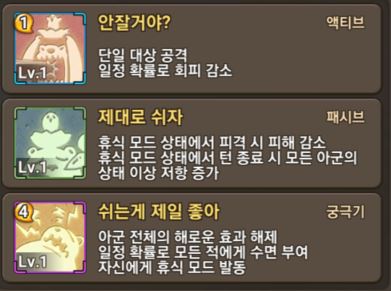 1
안잘거야?
액티브
단일 대상 공격
일정 확률로 회피 감소
Lv.1
제대로 쉬자
패시브
휴식 모드 상태에서 피격 시 피해 감소
휴식 모드 상태에서 턴 종료 시 모든 아군의
상태 이상 저항 증가
Lv.1
4
쉬는게 제일 좋아
궁극기
아군 전체의 해로운 효과 해제
일정 확률로 모든 적에게 수면 부여
자신에게 휴식 모드 발동
Lv.1